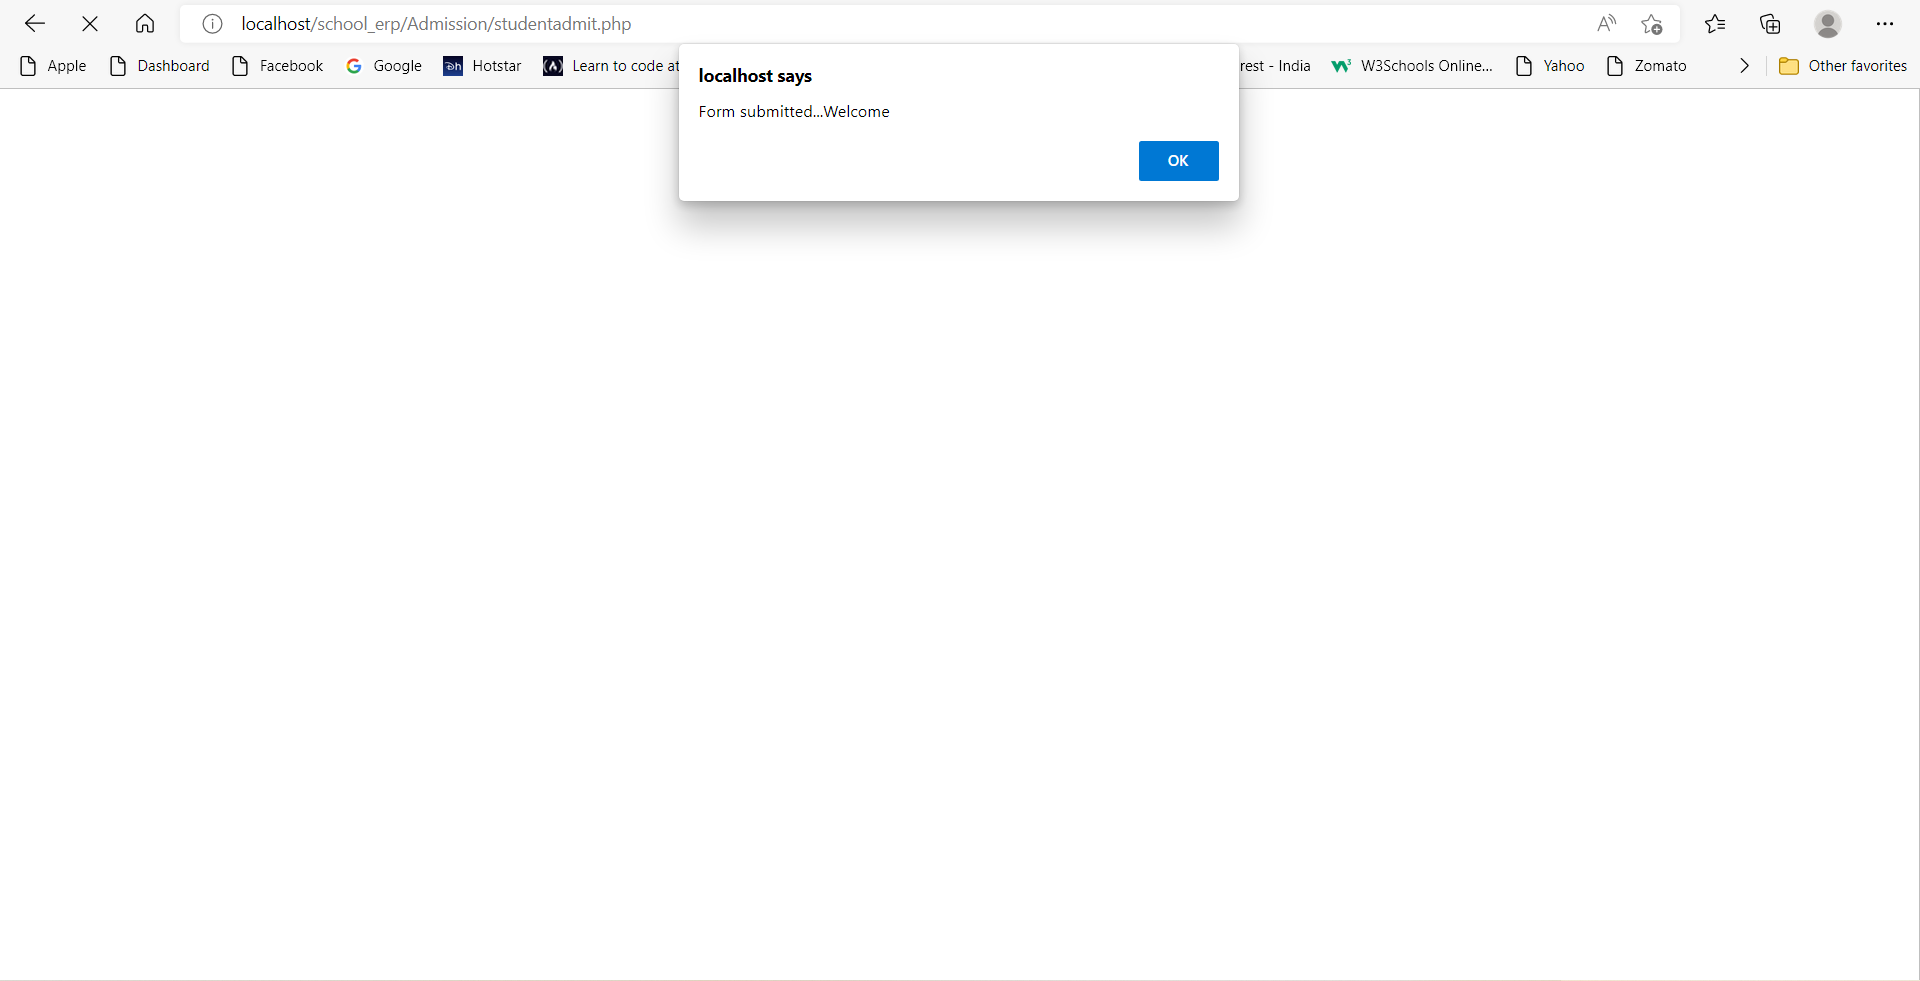 localhost/school_erp/Admission/studentadmit.php
Apple Dashboard Facebook Google Hotstar Learn to code at rest - India W3Schools Online... Yahoo Zomato Other favorites
localhost says
Form submitted...Welcome
OK